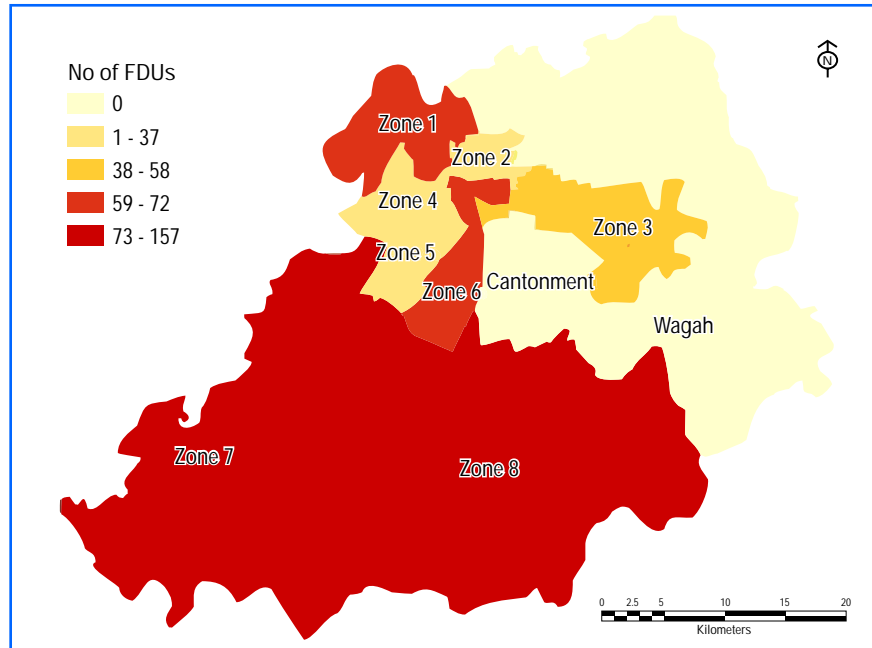 No of FDUs
0
1 - 37
38 - 58
59 - 72
73 - 157
N
Zone 1
Zone 2
Zone 4
Zone 3
Zone 5
Zone 6
Cantonment
Wagah
Zone 7
Zone 8
0 2.5 5 10 15 20
Kilometers